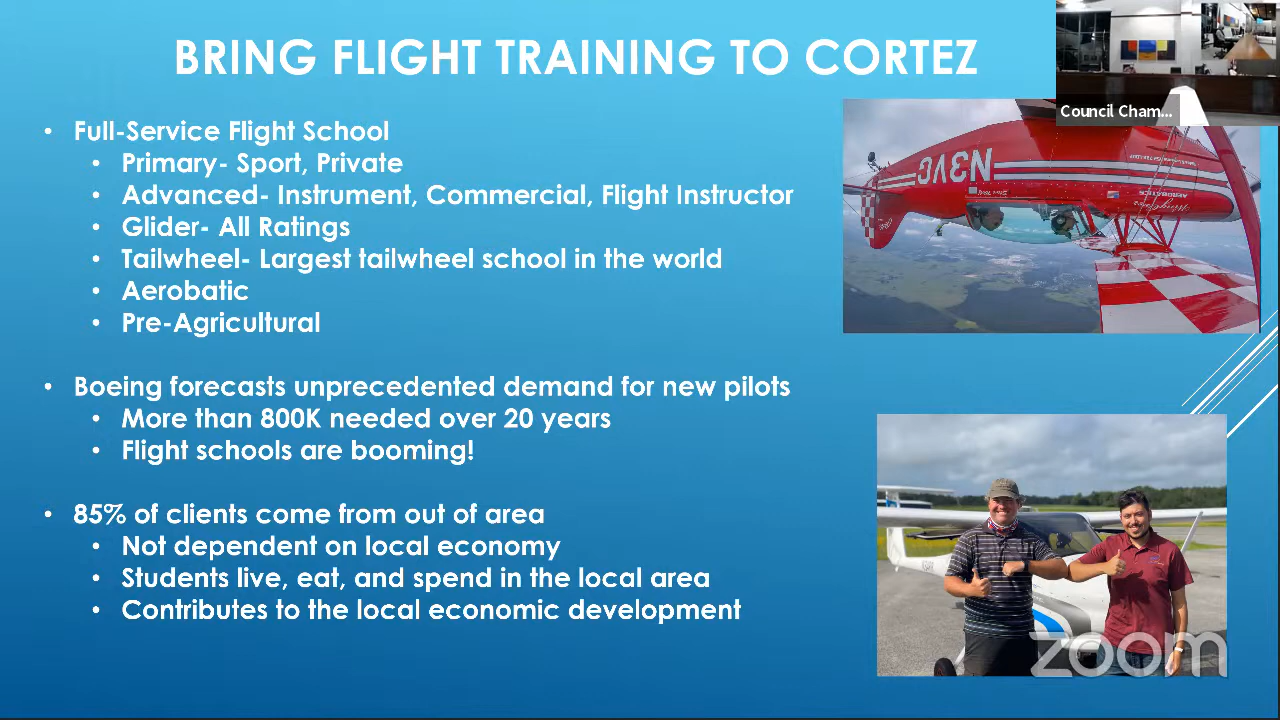 BRING FLIGHT TRAINING TO CORTEZ
Council Cham...
• Full-Service Flight School
• Primary- Sport, Private
• Advanced- Instrument, Commercial, Flight Instructor
• Glider- All Ratings
• Tailwheel- Largest tailwheel school in the world
• Aerobatic
• Pre-Agricultural
N3VG
• Boeing forecasts unprecedented demand for new pilots
• More than 800K needed over 20 years
• Flight schools are booming!
• 85% of clients come from out of area
• Not dependent on local economy
• Students live, eat, and spend in the local area
• Contributes to the local economic development
zoom